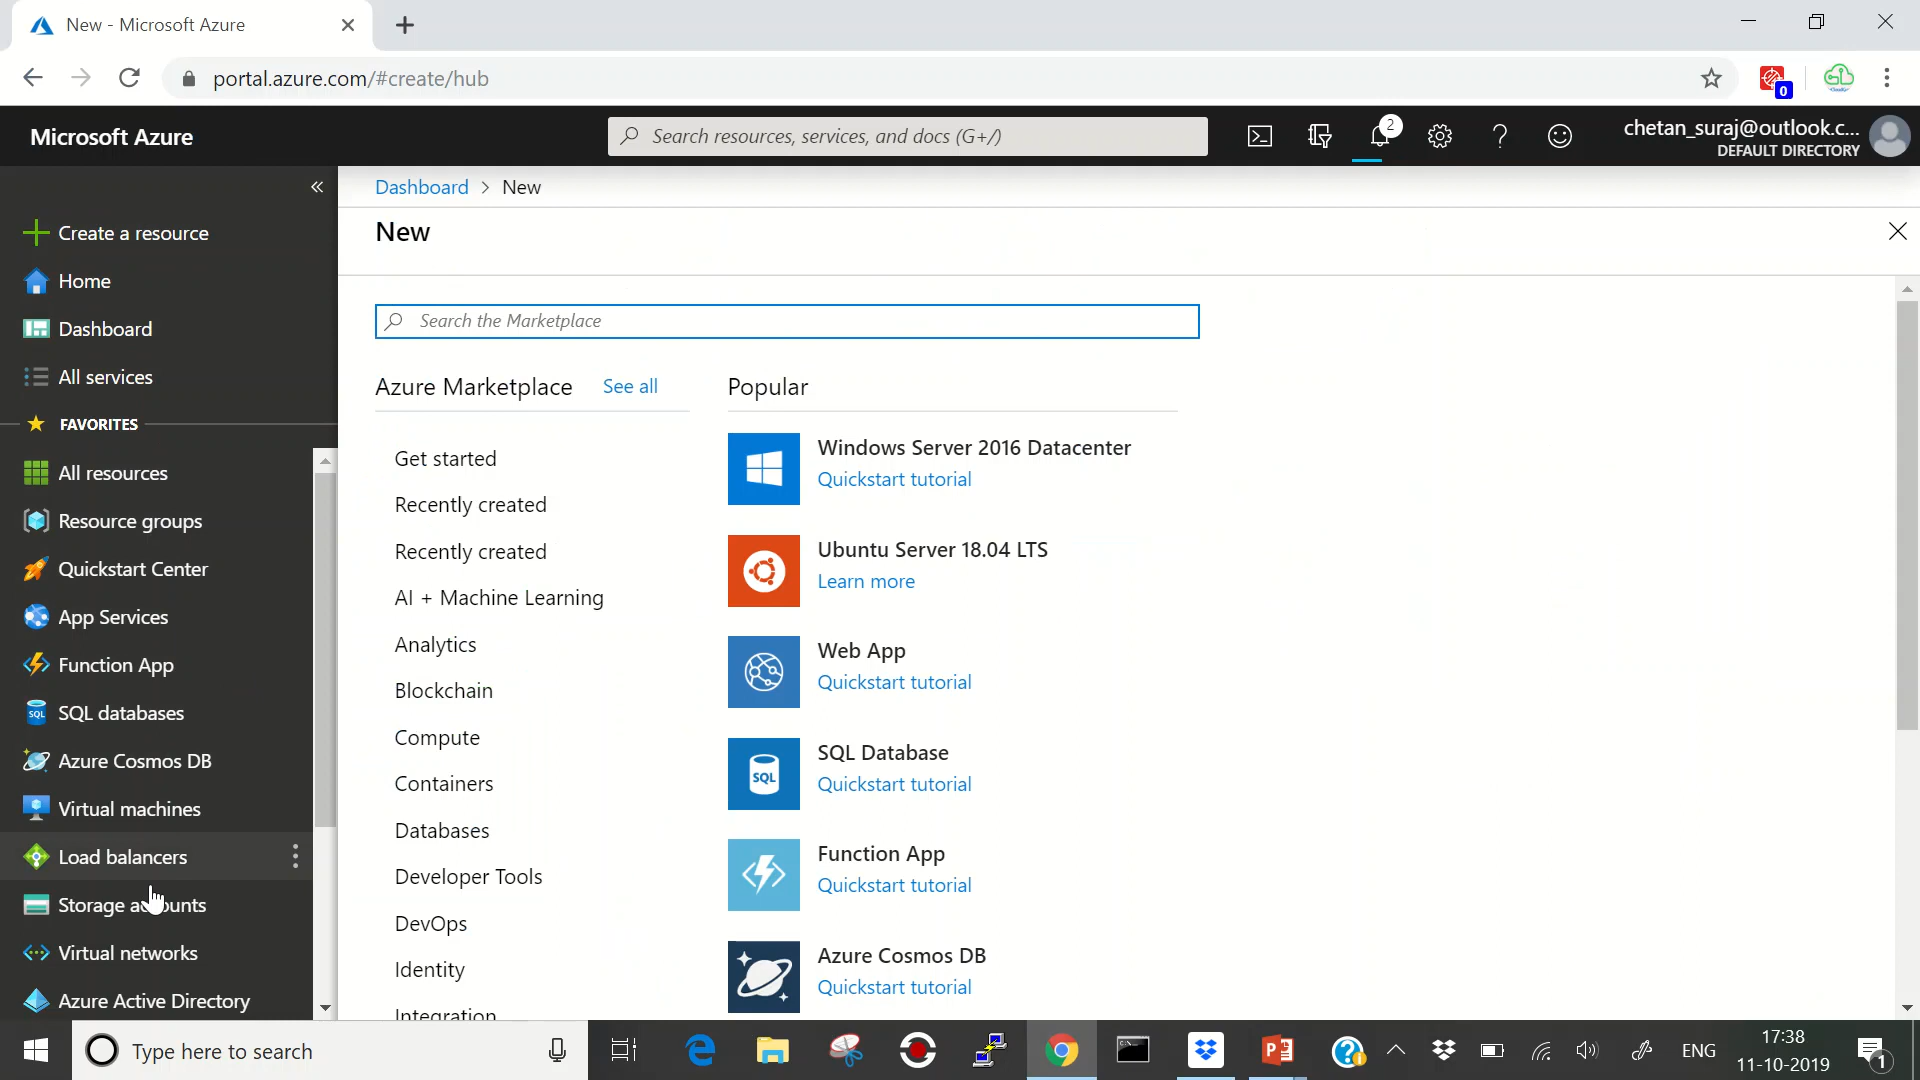 New - Microsoft Azure
portal.azure.com/#create/hub
0
Microsoft Azure
Search resources, services, and docs (G+/)
2
chetan_suraj@outlook.c...
DEFAULT DIRECTORY
Create a resource
Home
Dashboard
All services
FAVORITES
All resources
Resource groups
Quickstart Center
App Services
Function App
SQL databases
Azure Cosmos DB
Virtual machines
Load balancers
Storage accounts
Virtual networks
Azure Active Directory
Dashboard > New
New
Search the Marketplace
Azure Marketplace See all
Get started
Recently created
Recently created
AI + Machine Learning
Analytics
Blockchain
Compute
Containers
Databases
Developer Tools
DevOps
Identity
Integration
Popular
Windows Server 2016 Datacenter
Quickstart tutorial
Ubuntu Server 18.04 LTS
Learn more
Web App
Quickstart tutorial
SQL
SQL Database
Quickstart tutorial
Function App
Quickstart tutorial
Azure Cosmos DB
Quickstart tutorial
Type here to search
ENG
17:38
11-10-2019
1